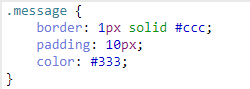 .message {
    border: 1px solid #ccc;
    padding: 10px;
    color: #333;
}